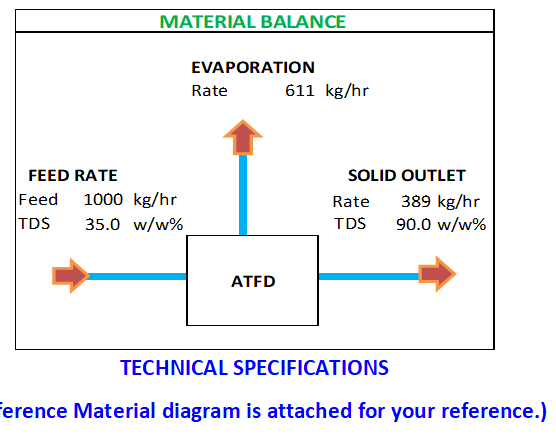 MATERIAL BALANCE
EVAPORATION
Rate 611 kg/hr
FEED RATE
Feed 1000 kg/hr
TDS 35.0 w/w%
SOLID OUTLET
Rate 389 kg/hr
TDS 90.0 w/w%
ATFD
TECHNICAL SPECIFICATIONS
ference Material diagram is attached for your reference.)